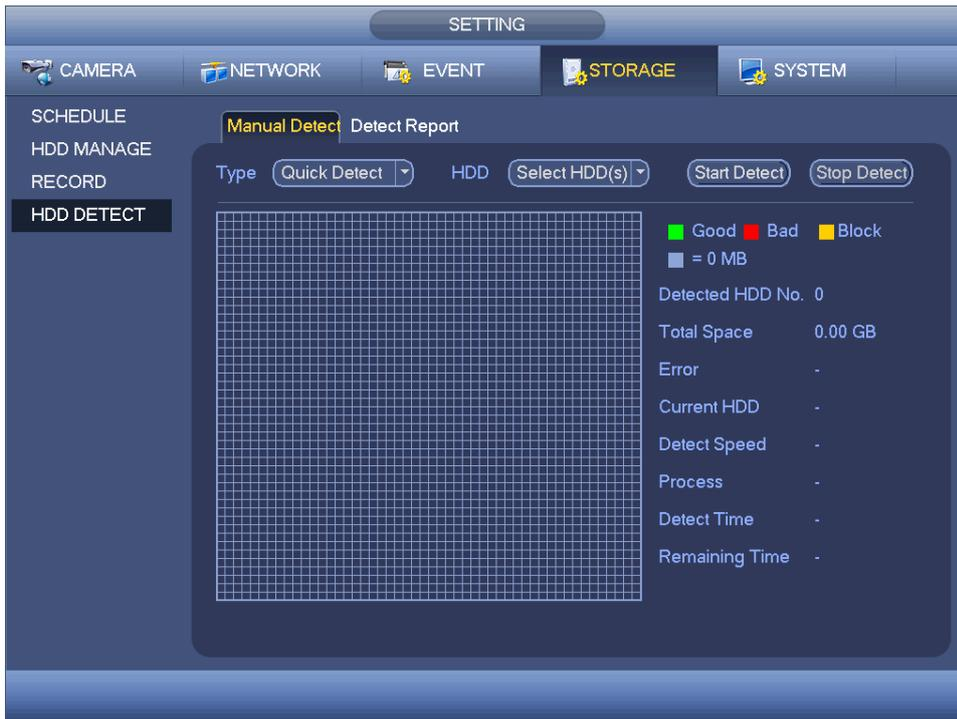 SETTING
CAMERA NETWORK EVENT STORAGE SYSTEM
SCHEDULE
HDD MANAGE
RECORD
HDD DETECT
Manual Detect Detect Report
Type Quick Detect HDD Select HDD(s) Start Detect Stop Detect
Good Bad Block
= 0 MB
Detected HDD No. 0
Total Space 0.00 GB
Error -
Current HDD -
Detect Speed -
Process -
Detect Time -
Remaining Time -